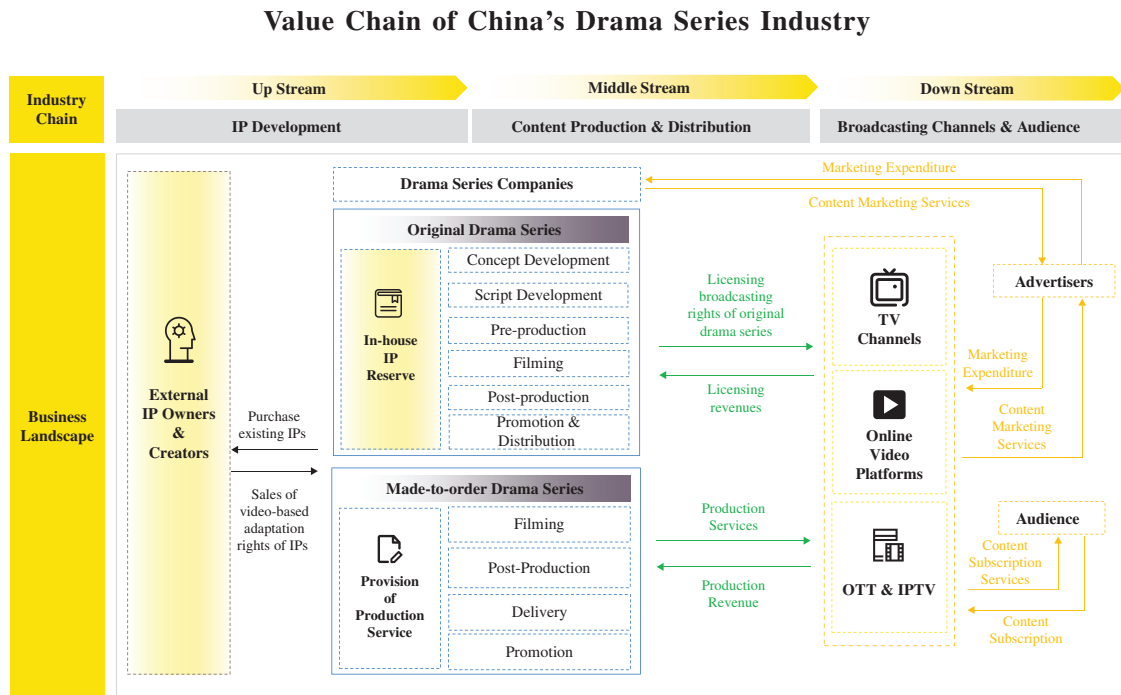 Value Chain of China’s Drama Series Industry
Industry
Chain
Up Stream
Middle Stream
Down Stream
IP Development
Content Production & Distribution
Broadcasting Channels & Audience
Business
Landscape
External
IP Owners
&
Creators
Purchase
existing IPs
Sales of
video-based
adaptation
rights of IPs
Drama Series Companies
Original Drama Series
In-house
IP
Reserve
Concept Development
Script Development
Pre-production
Filming
Post-production
Promotion &
Distribution
Made-to-order Drama Series
Provision
of
Production
Service
Filming
Post-Production
Delivery
Promotion
Licensing
broadcasting
rights of original
drama series
Licensing
revenues
Production
Services
Production
Revenue
Marketing Expenditure
Content Marketing Services
TV
Channels
Online
Video
Platforms
OTT & IPTV
Advertisers
Marketing
Expenditure
Content
Marketing
Services
Audience
Content
Subscription
Services
Content
Subscription